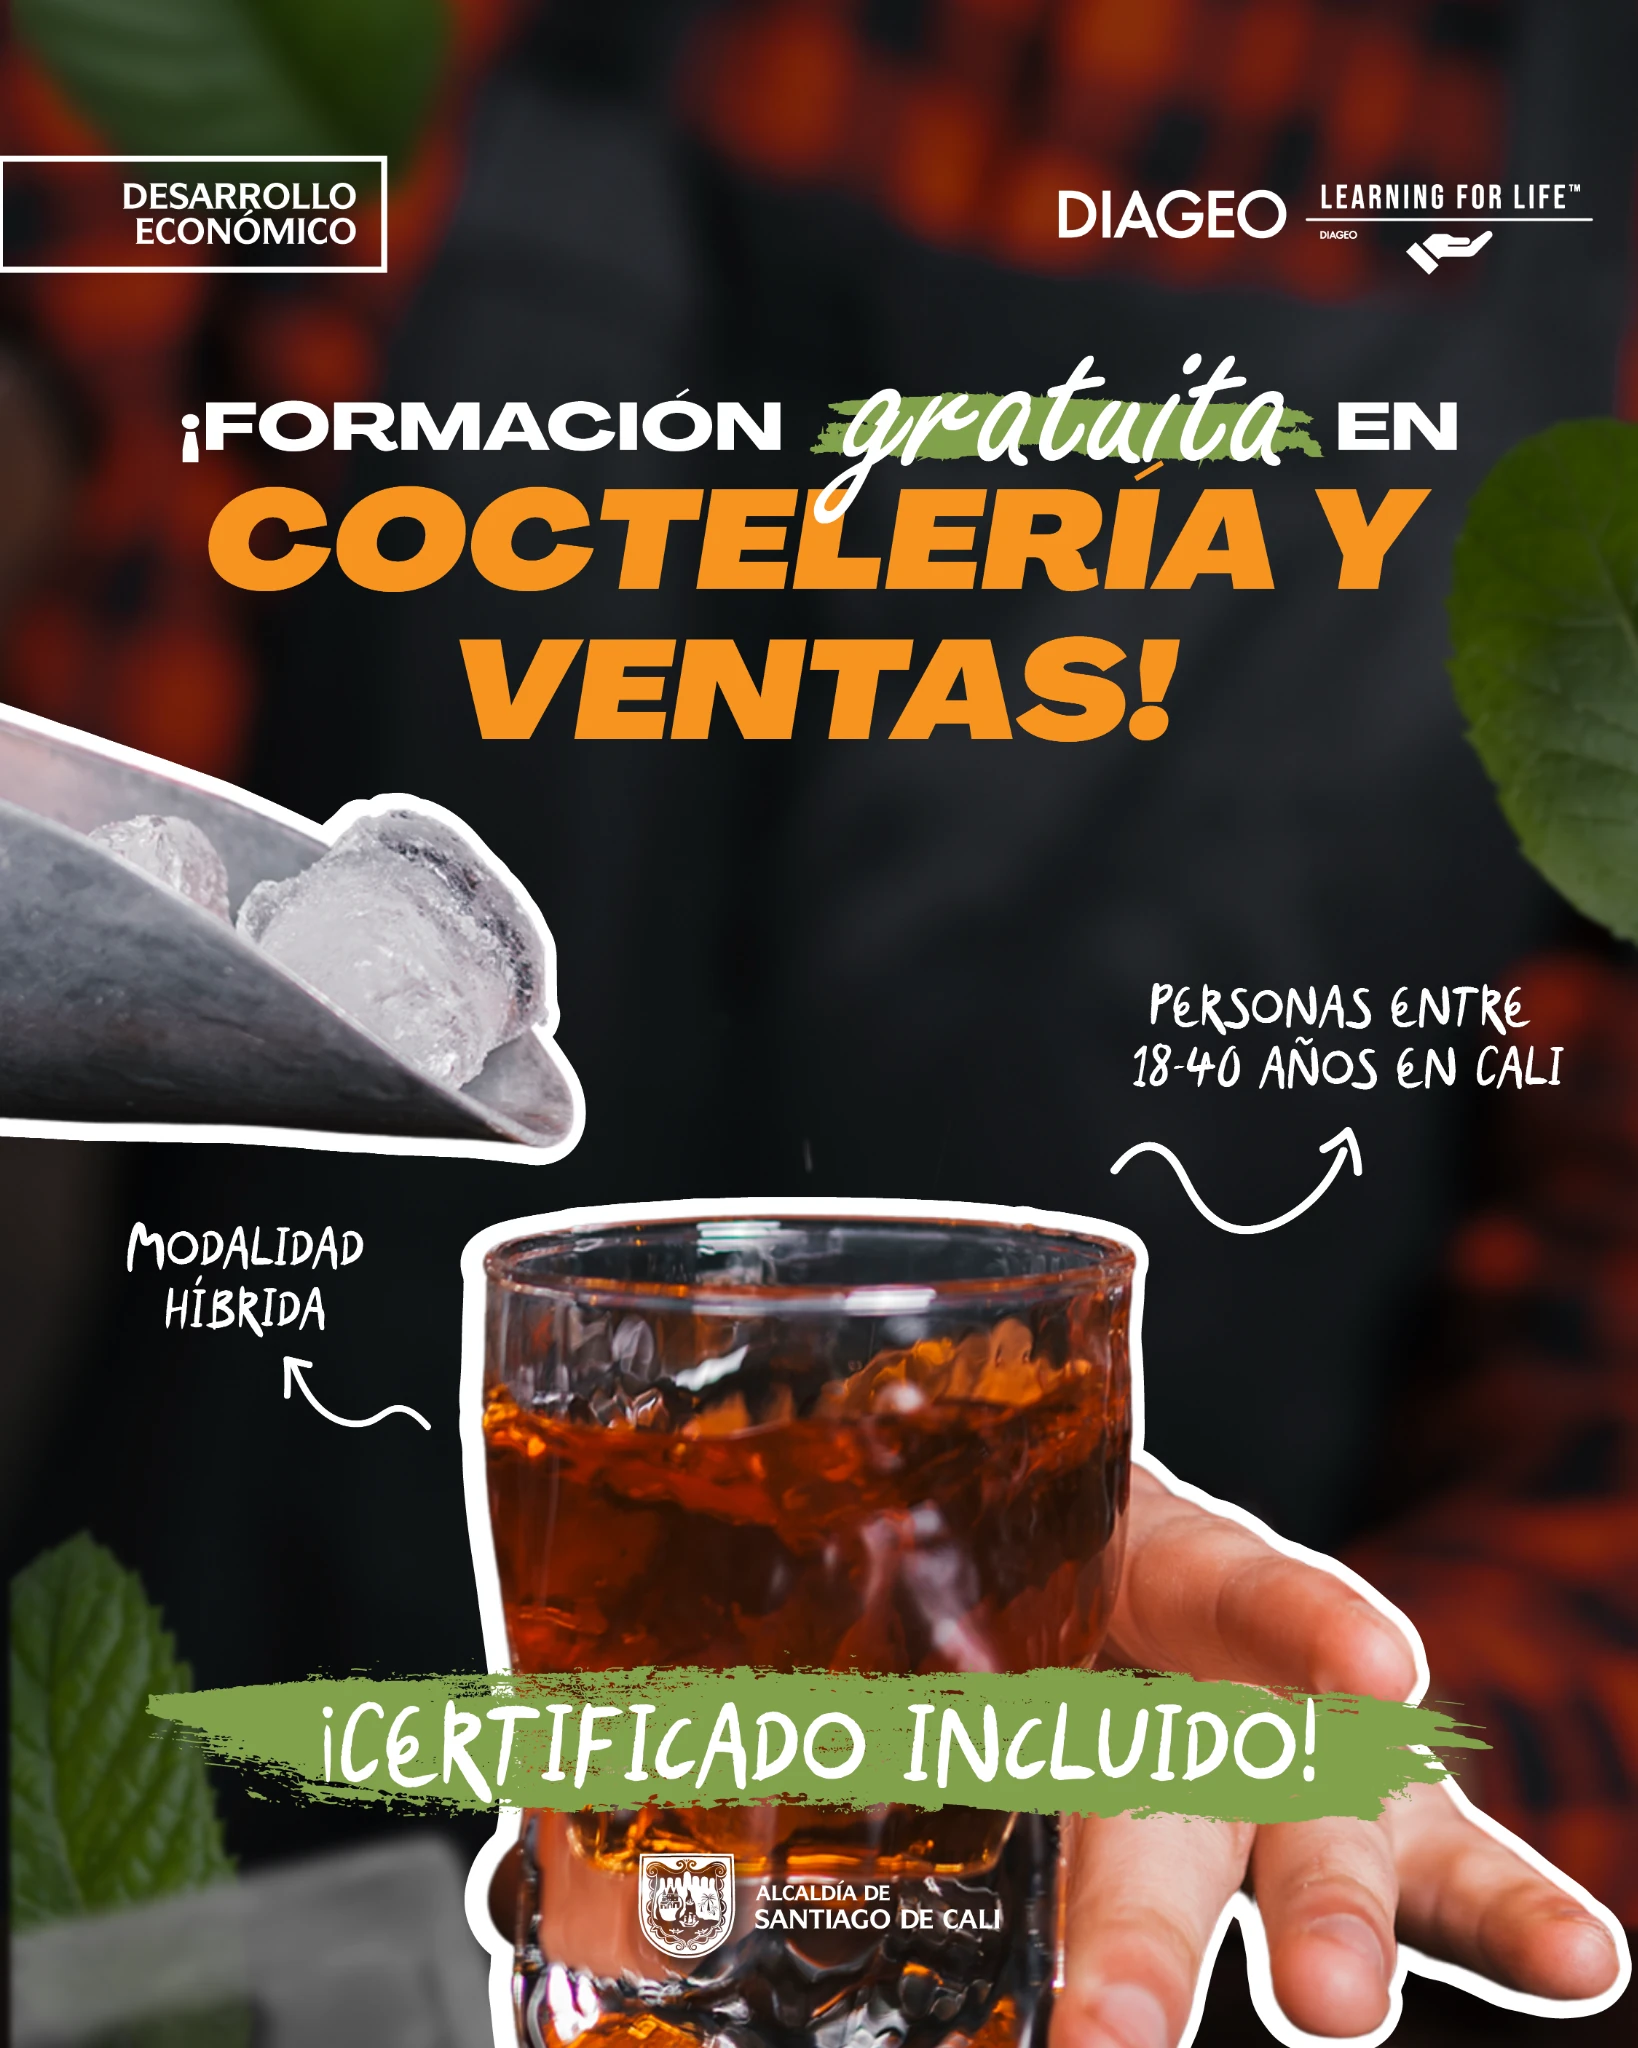 DESARROLLO
ECONÓMICO
DIAGEO
LEARNING FOR LIFE™
DIAGEO
¡FORMACIÓN gratuita EN
COCTELERÍA Y
VENTAS!
PERSONAS ENTRE
18-40 AÑOS EN CALI
MODALIDAD
HÍBRIDA
¡CERTIFICADO INCLUIDO!
ALCALDÍA DE
SANTIAGO DE CALI